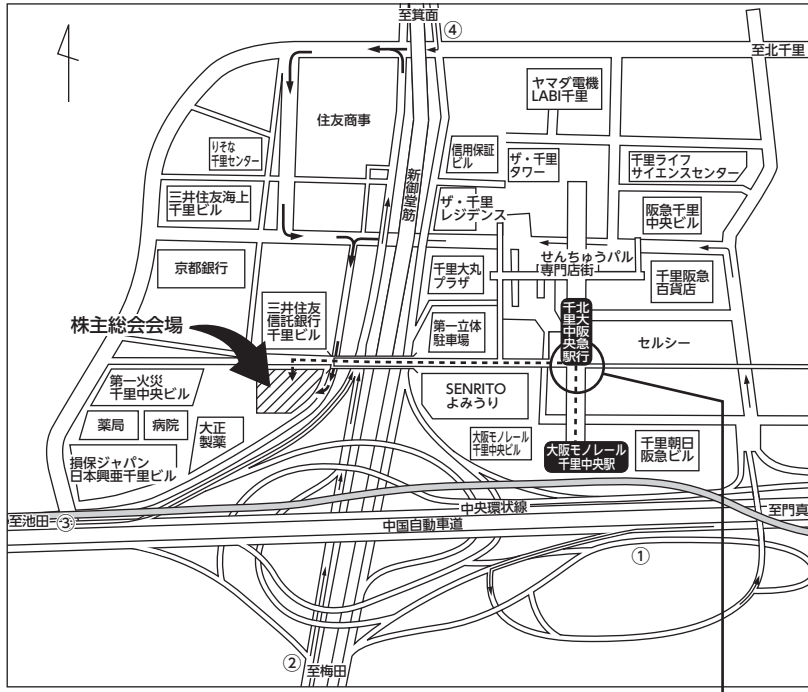 至箕面
④
至北千里
ヤマダ電機
LABI千里
住友商事
りそな
千里センター
信用保証
ビル
ザ・千里
タワー
千里ライフ
サイエンスセンター
新御堂筋
三井住友海上
千里ビル
ザ・千里
レジデンス
阪急千里
中央ビル
京都銀行
千里大丸
プラザ
せんちゅうパル
専門店街
千里阪急
百貨店
三井住友
信託銀行
千里ビル
北大阪急行
千里中央駅
株主総会会場
第一立体
駐車場
セルシー
第一火災
千里中央ビル
SENRITO
よみうり
薬局
病院
大正
製薬
大阪モノレール
千里中央ビル
大阪モノレール
千里中央駅
千里朝日
阪急ビル
損保ジャパン
日本興亜千里ビル
至池田
③
中央環状線
中国自動車道
至門真
①
②
至梅田